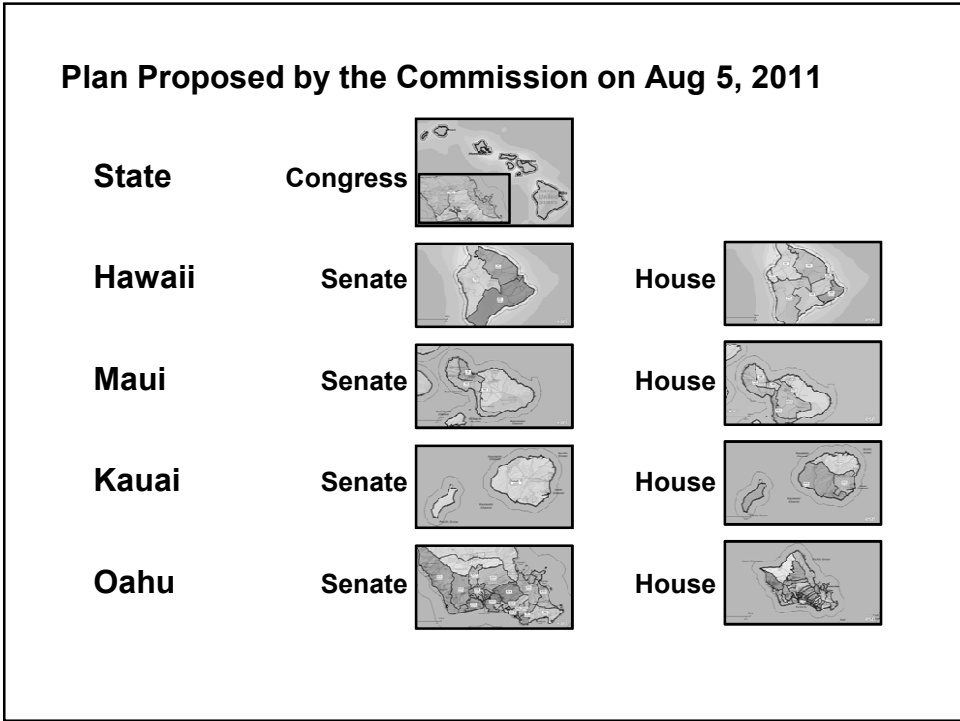 Plan Proposed by the Commission on Aug 5, 2011
State Congress
Hawaii Senate House
Maui Senate House
Kauai Senate House
Oahu Senate House